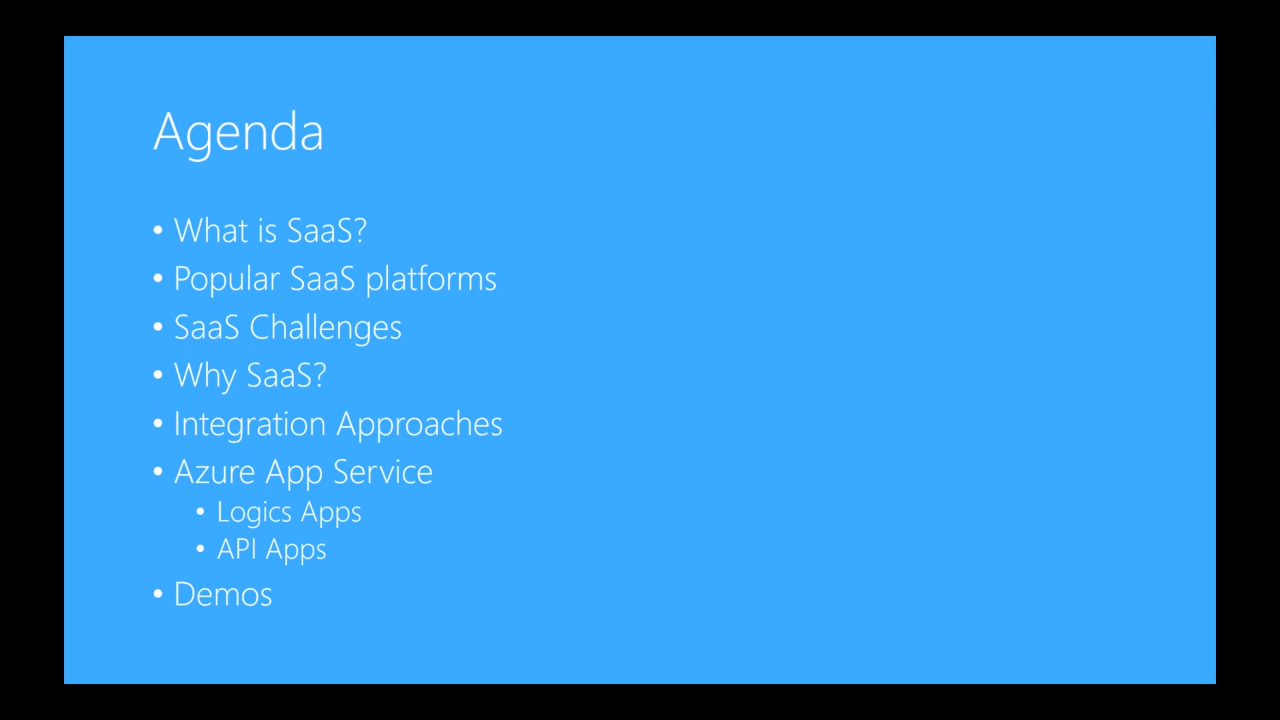 Agenda
• What is SaaS?
• Popular SaaS platforms
• SaaS Challenges
• Why SaaS?
• Integration Approaches
• Azure App Service
• Logics Apps
• API Apps
• Demos